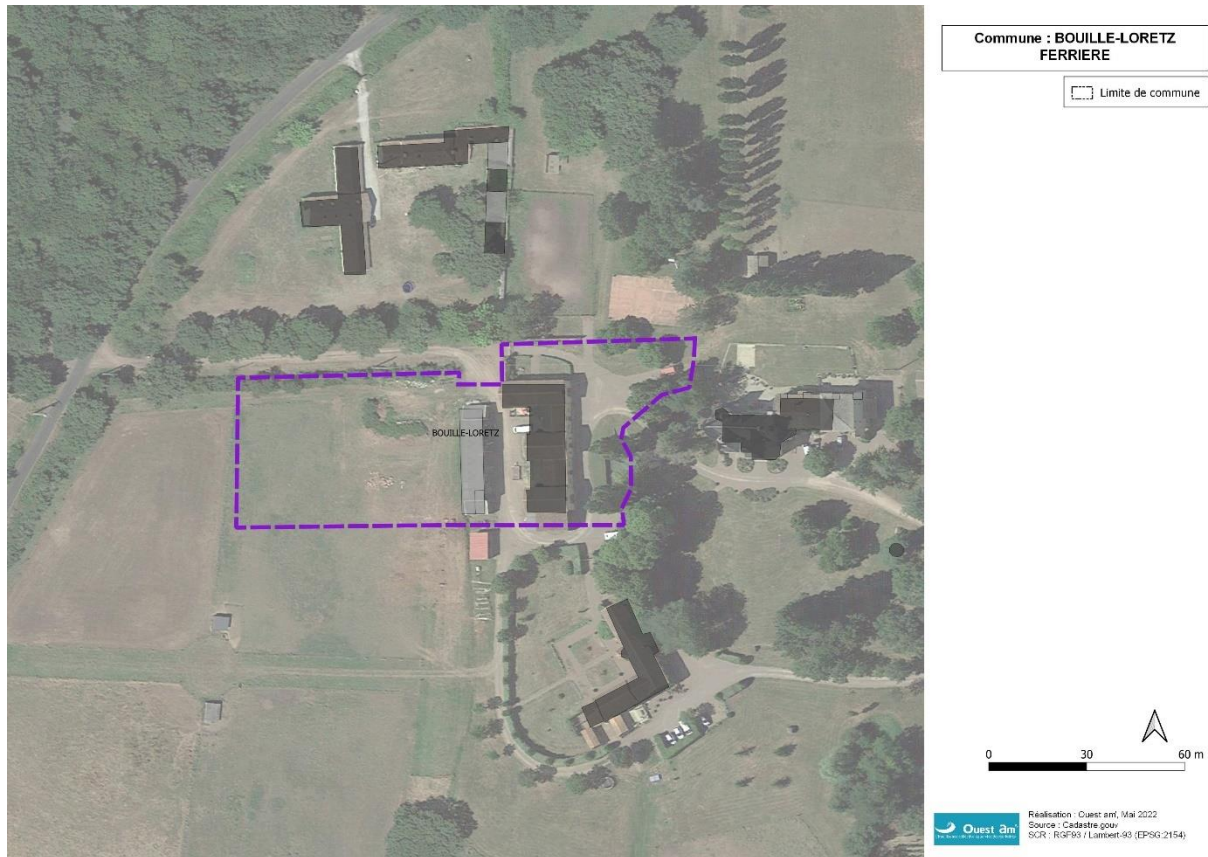 Commune : BOUILLE-LORETZ
FERRIERE
Limite de commune
BOUILLE-LORETZ
0 30 60 m
Ouest am'
Réalisation : Ouest am', Mai 2022
Source : Cadastre.gouv
SCR : RGF93 / Lambert-93 (EPSG:2154)